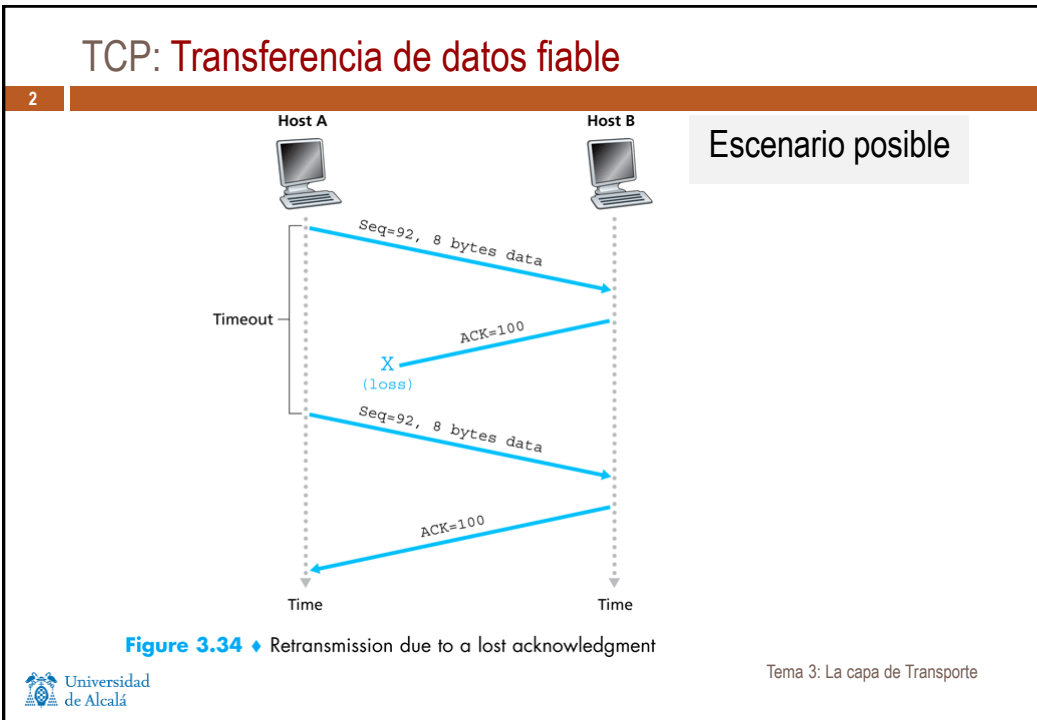 TCP: Transferencia de datos fiable
2
Host A
Host B
Escenario posible
Seq=92, 8 bytes data
Timeout
ACK=100
X
(loss)
Seq=92, 8 bytes data
ACK=100
Time
Time
Figure 3.34 ♦ Retransmission due to a lost acknowledgment
Tema 3: La capa de Transporte
Universidad
de Alcalá